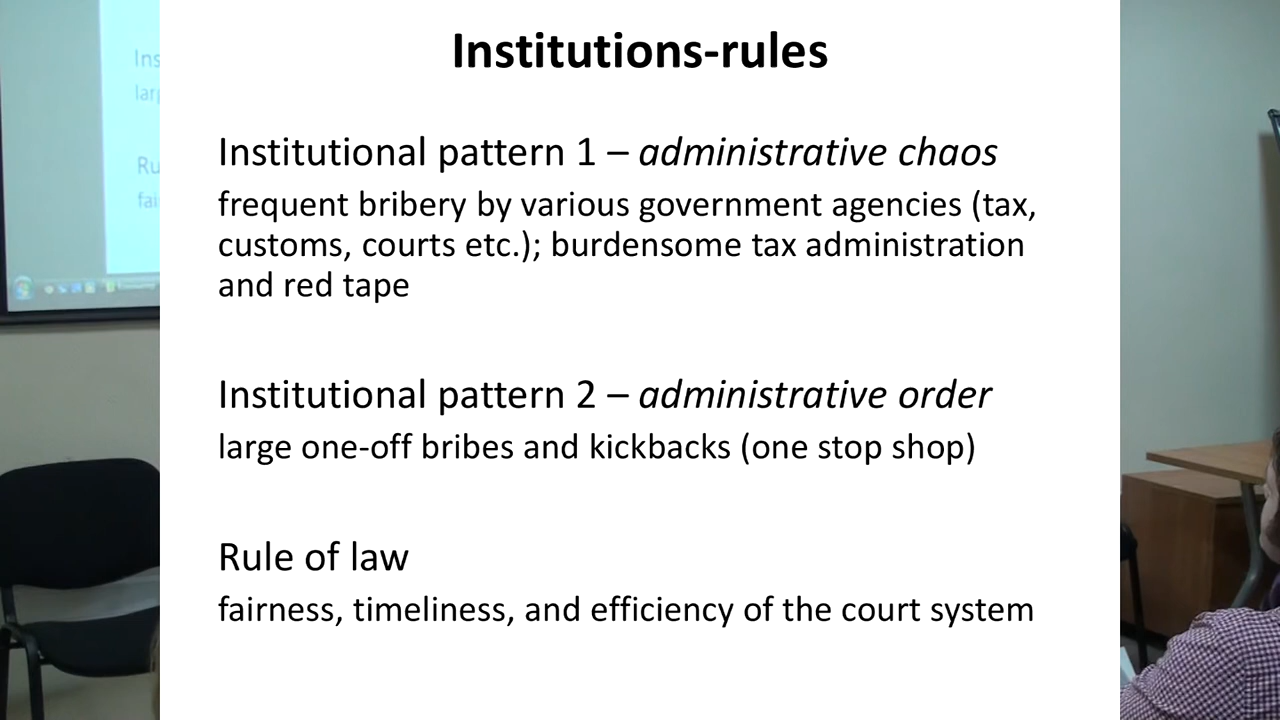 Institutions-rules
Institutional pattern 1 – administrative chaos
frequent bribery by various government agencies (tax,
customs, courts etc.); burdensome tax administration
and red tape
Institutional pattern 2 – administrative order
large one-off bribes and kickbacks (one stop shop)
Rule of law
fairness, timeliness, and efficiency of the court system